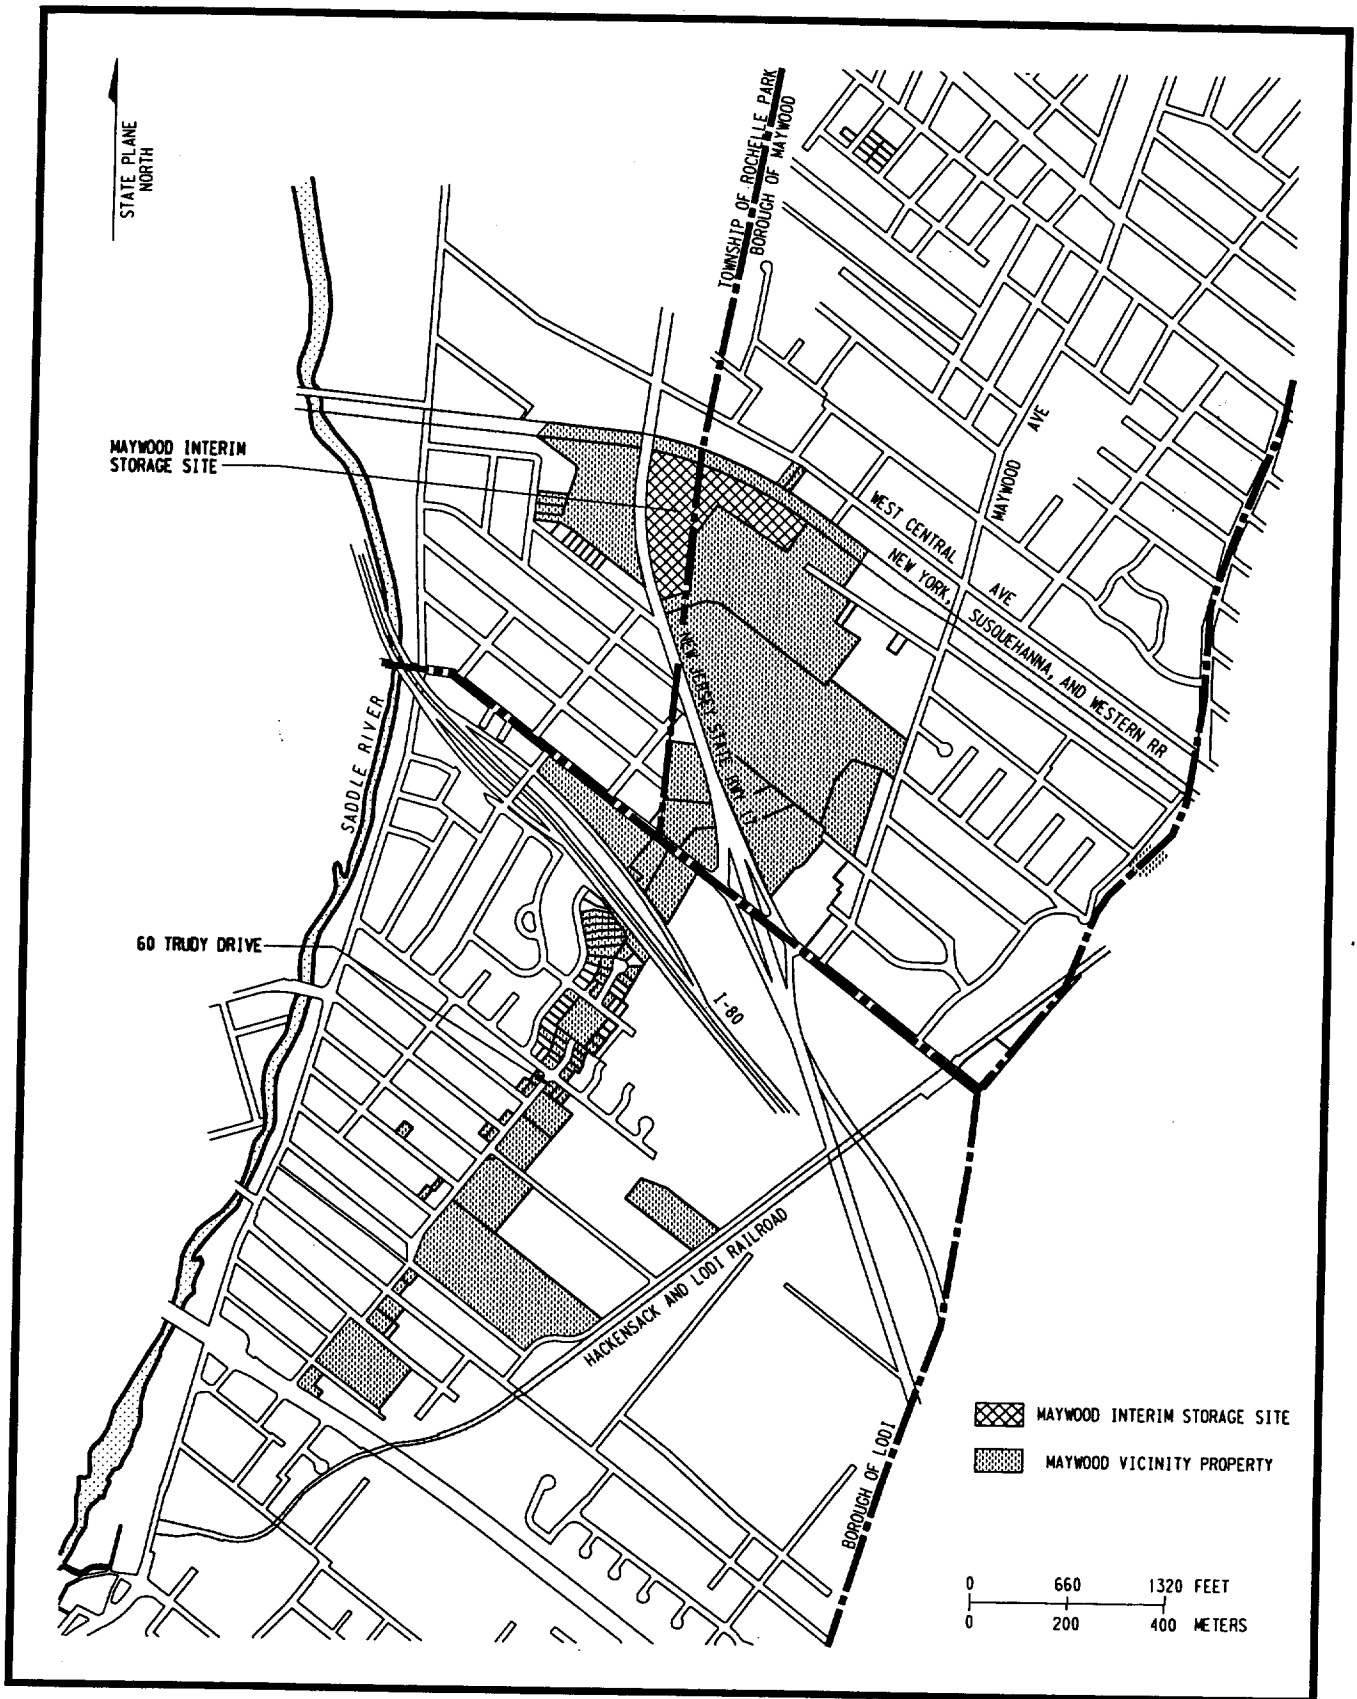 STATE PLANE
NORTH
TOWNSHIP OF ROCHELLE PARK
BOROUGH OF MAYWOOD
MAYWOOD INTERIM
STORAGE SITE
MAYWOOD AVE
WEST CENTRAL AVE
NEW YORK, SUSQUEHANNA, AND WESTERN RR
NEW JERSEY STATE HWY 17
SADDLE RIVER
60 TRUDY DRIVE
I-80
HACKENSACK AND LODI RAILROAD
BOROUGH OF LODI
MAYWOOD INTERIM STORAGE SITE
MAYWOOD VICINITY PROPERTY
0 660 1320 FEET
0 200 400 METERS